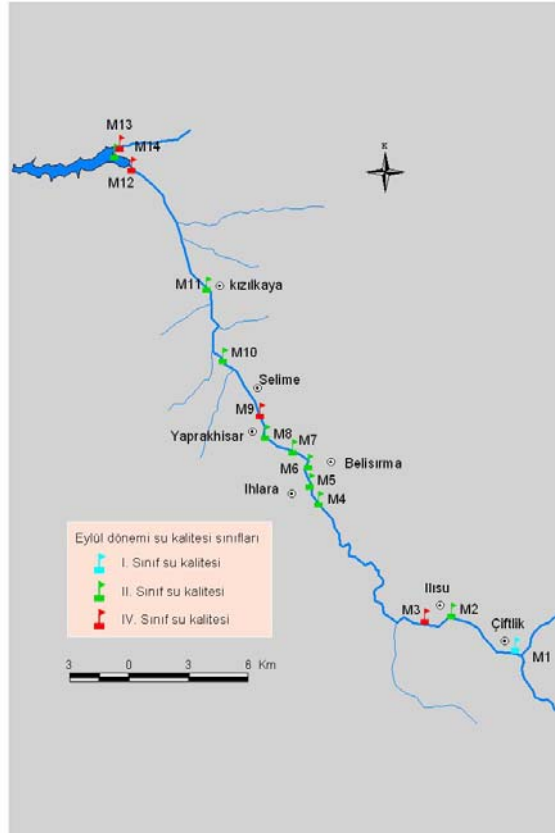 M13
M14
M12
K
M11
kızılkaya
M10
Selime
M9
Yaprakhisar
M8
M7
M6
Belisırma
M5
Ihlara
M4
Eylül dönemi su kalitesi sınıfları
I. Sınıf su kalitesi
II. Sınıf su kalitesi
IV. Sınıf su kalitesi
Ilısu
M3
M2
Çiftlik
M1
3 0 3 6 Km